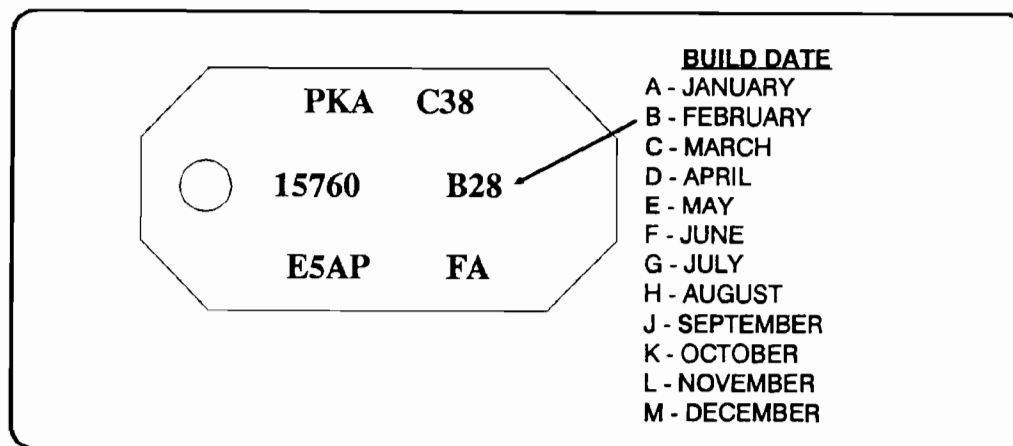 PKA C38
15760 B28
E5AP FA
BUILD DATE
A - JANUARY
B - FEBRUARY
C - MARCH
D - APRIL
E - MAY
F - JUNE
G - JULY
H - AUGUST
J - SEPTEMBER
K - OCTOBER
L - NOVEMBER
M - DECEMBER